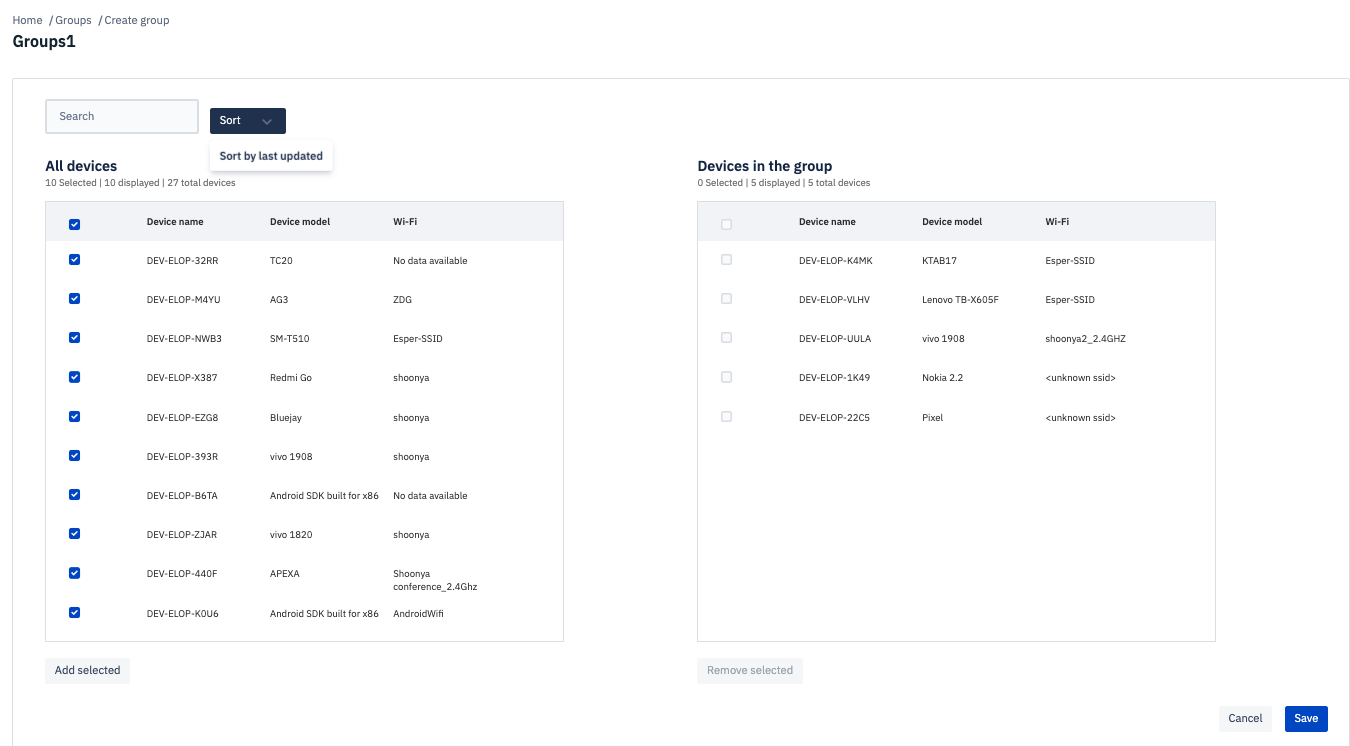 Home / Groups / Create group
Groups1
Search
Sort
Sort by last updated
All devices
10 Selected | 10 displayed | 27 total devices
Device name Device model Wi-Fi
DEV-ELOP-32RR TC20 No data available
DEV-ELOP-M4YU AG3 ZDG
DEV-ELOP-NWB3 SM-T510 Esper-SSID
DEV-ELOP-X387 Redmi Go shoonya
DEV-ELOP-EZG8 Bluejay shoonya
DEV-ELOP-393R vivo 1908 shoonya
DEV-ELOP-B6TA Android SDK built for x86 No data available
DEV-ELOP-ZJAR vivo 1820 shoonya
DEV-ELOP-440F APEXA Shoonya
conference_2.4Ghz
DEV-ELOP-K0U6 Android SDK built for x86 AndroidWifi
Add selected
Devices in the group
0 Selected | 5 displayed | 5 total devices
Device name Device model Wi-Fi
DEV-ELOP-K4MK KTAB17 Esper-SSID
DEV-ELOP-VLHV Lenovo TB-X605F Esper-SSID
DEV-ELOP-UULA vivo 1908 shoonya2_2.4GHZ
DEV-ELOP-1K49 Nokia 2.2 <unknown ssid>
DEV-ELOP-22C5 Pixel <unknown ssid>
Remove selected
Cancel Save